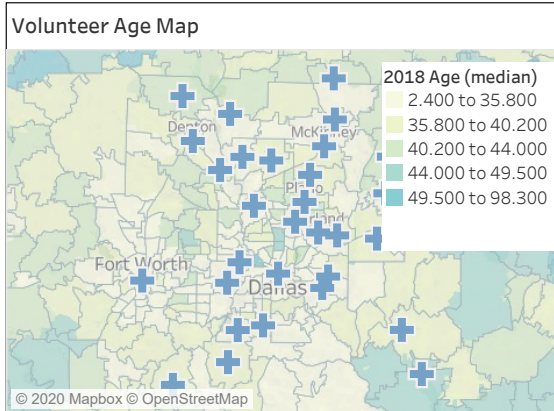 Volunteer Age Map
2018 Age (median)
2.400 to 35.800
35.800 to 40.200
40.200 to 44.000
44.000 to 49.500
49.500 to 98.300
Denton
McKinney
Plano
Fort Worth
Dallas
© 2020 Mapbox © OpenStreetMap